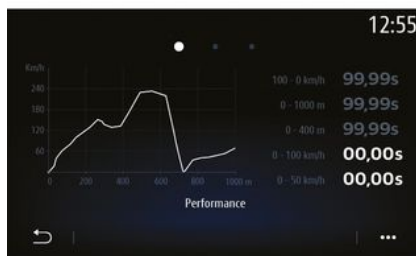 12:55
Km/h
240
180
120
60
0 200 400 600 800 1000 m
100 - 0 km/h 99,99s
0 - 1000 m 99,99s
0 - 400 m 99,99s
0 - 100 km/h 00,00s
0 - 50 km/h 00,00s
Performance